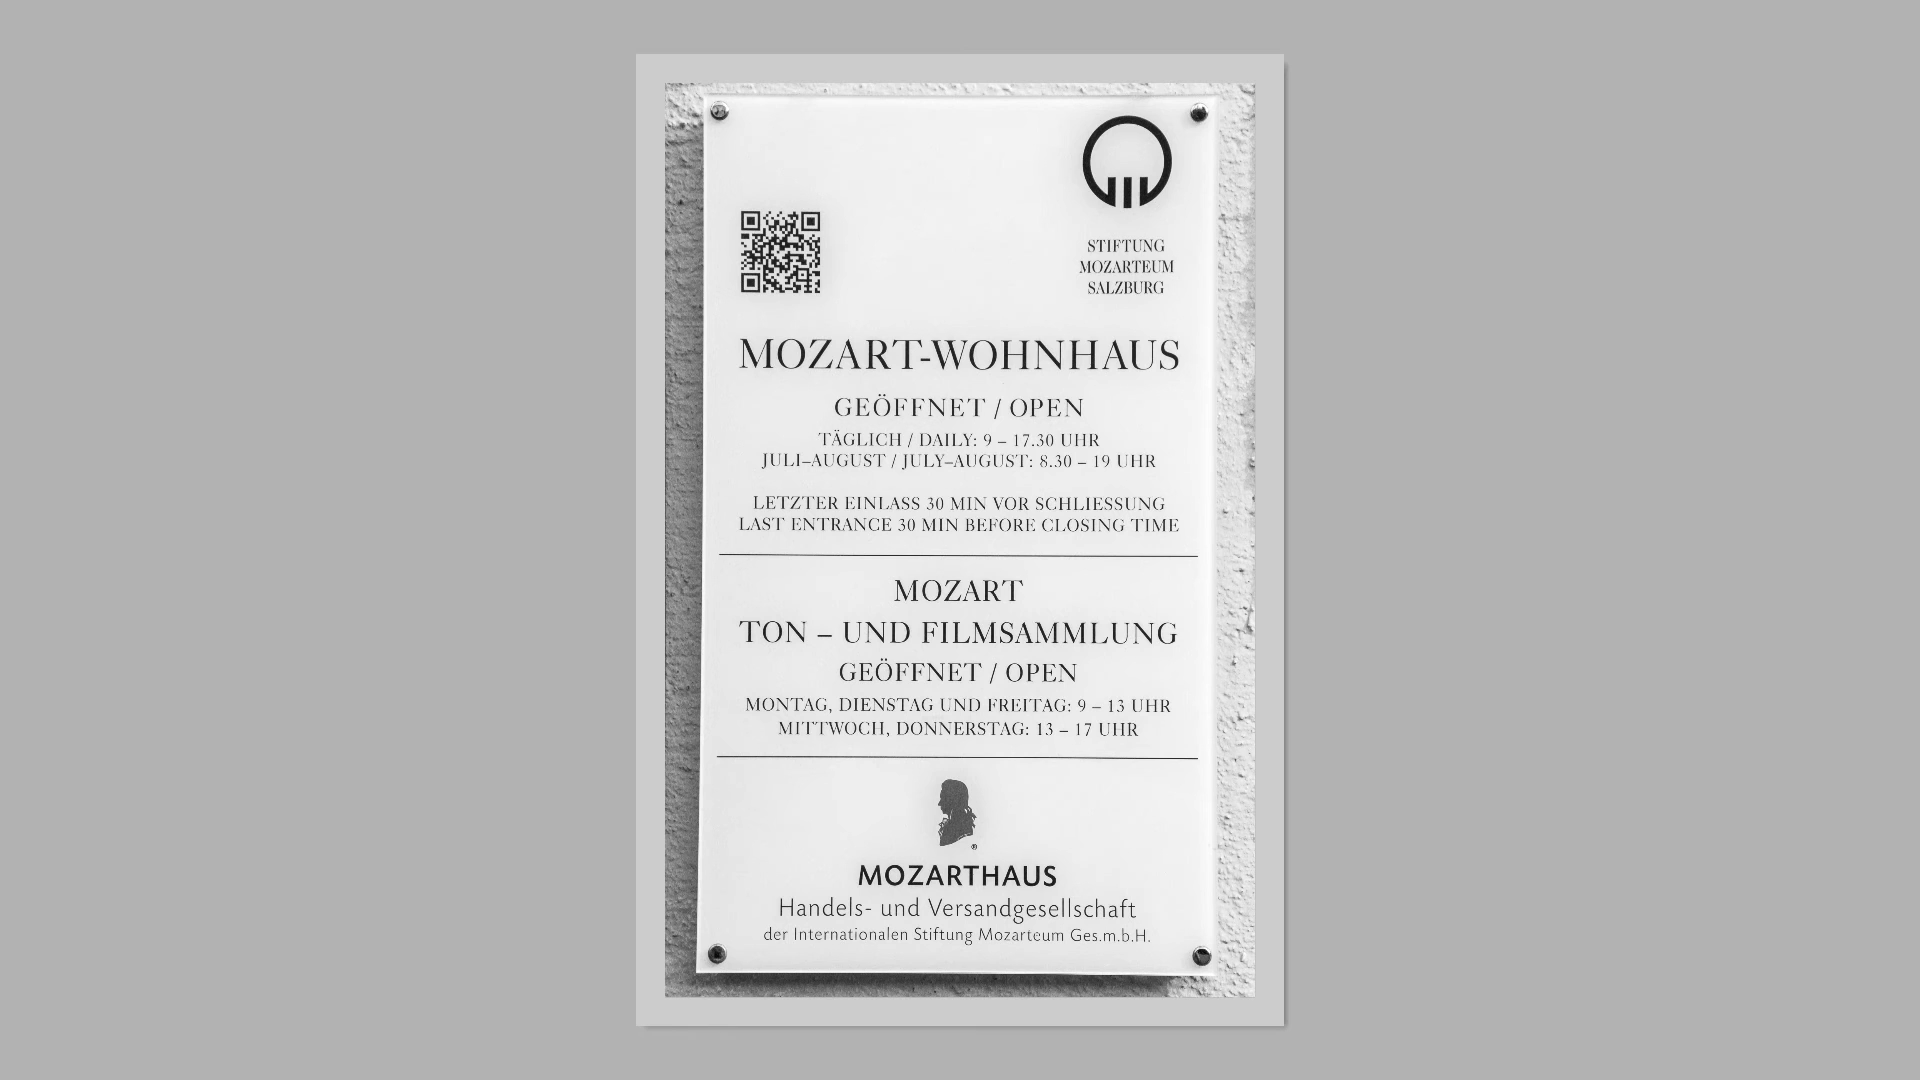 STIFTUNG
MOZARTEUM
SALZBURG
MOZART-WOHNHAUS
GEÖFFNET / OPEN
TÄGLICH / DAILY: 9 – 17.30 UHR
JULI–AUGUST / JULY–AUGUST: 8.30 – 19 UHR
LETZTER EINLASS 30 MIN VOR SCHLIESSUNG
LAST ENTRANCE 30 MIN BEFORE CLOSING TIME
MOZART
TON – UND FILMSAMMLUNG
GEÖFFNET / OPEN
MONTAG, DIENSTAG UND FREITAG: 9 – 13 UHR
MITTWOCH, DONNERSTAG: 13 – 17 UHR
®
MOZARTHAUS
Handels- und Versandgesellschaft
der Internationalen Stiftung Mozarteum Ges.m.b.H.